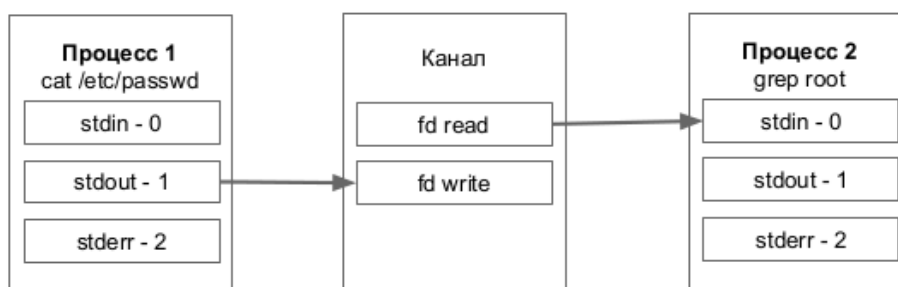 Процесс 1
cat /etc/passwd
stdin - 0
stdout - 1
stderr - 2
Канал
fd read
fd write
Процесс 2
grep root
stdin - 0
stdout - 1
stderr - 2